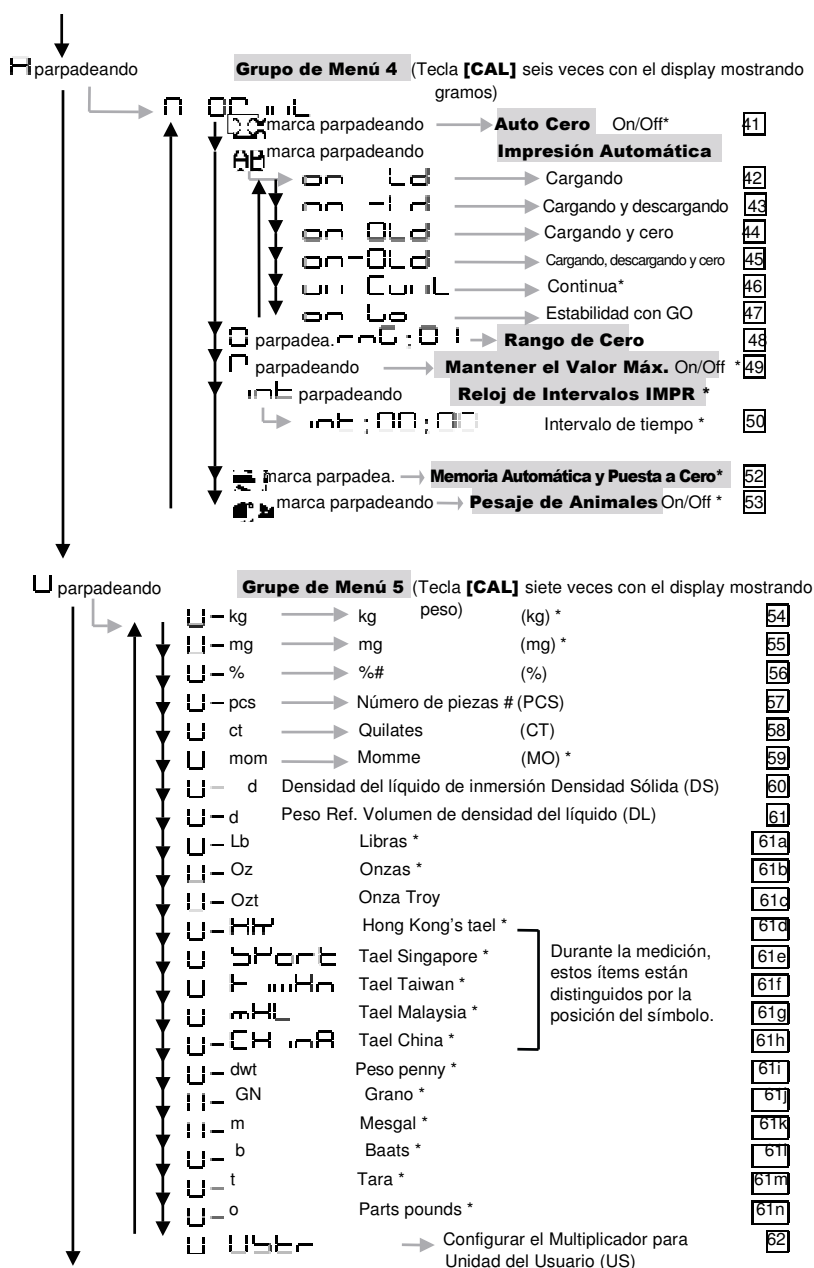 parpadeando Grupo de Menú 4 (Tecla [CAL] seis veces con el display mostrando
gramos)
marca parpadeando Auto Cero On/Off* 41
marca parpadeando Impresión Automática
on Ld Cargando 42
Cargando y descargando 43
on 0Ld Cargando y cero 44
on-0Ld Cargando, descargando y cero 45
Continua* 46
Estabilidad con GO 47
0 parpadea. Rango de Cero 48
parpadeando Mantener el Valor Máx. On/Off * 49
int parpadeando Reloj de Intervalos IMPR *
int:00:00 Intervalo de tiempo * 50
marca parpadea. Memoria Automática y Puesta a Cero* 52
marca parpadeando Pesaje de Animales On/Off * 53
U parpadeando Grupe de Menú 5 (Tecla [CAL] siete veces con el display mostrando
peso)
U - kg kg (kg) * 54
U - mg mg (mg) * 55
U - % %# (%) 56
U - pcs Número de piezas # (PCS) 57
U ct Quilates (CT) 58
U mom Momme (MO) * 59
U - d Densidad del líquido de inmersión Densidad Sólida (DS) 60
U - d Peso Ref. Volumen de densidad del líquido (DL) 61
U - Lb Libras * 61a
U - Oz Onzas * 61b
U - Ozt Onza Troy 61c
U - Hong Kong's tael * 61d
U Tael Singapore * 61e
U Tael Taiwan * 61f
U Tael Malaysia * 61g
U - CHinA Tael China * 61h
Durante la medición,
estos ítems están
distinguidos por la
posición del símbolo.
U - dwt Peso penny * 61i
U - GN Grano * 61j
U - m Mesgal * 61k
U - b Baats * 61l
U - t Tara * 61m
U - o Parts pounds * 61n
U Configurar el Multiplicador para 62
Unidad del Usuario (US)